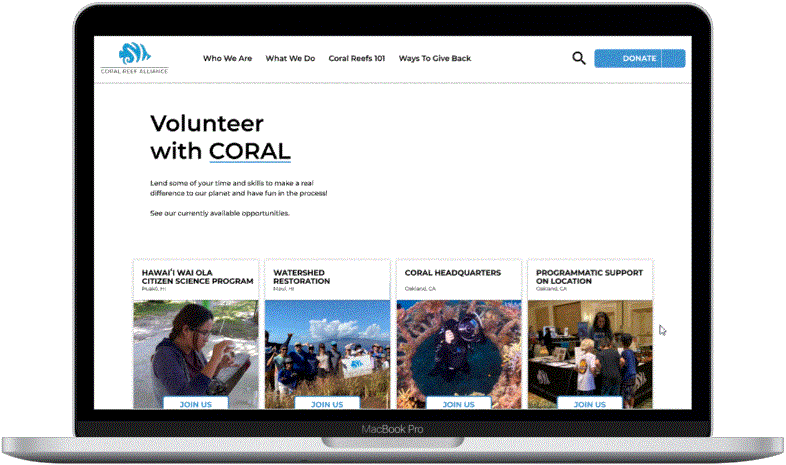 CORAL REEF ALLIANCE
Who We Are
What We Do
Coral Reefs 101
Ways To Give Back
DONATE
Volunteer
with CORAL
Lend some of your time and skills to make a real
difference to our planet and have fun in the process!
See our currently available opportunities.
HAWAIʻI WAI OLA
CITIZEN SCIENCE PROGRAM
Puakō, HI
WATERSHED
RESTORATION
Maui, HI
CORAL HEADQUARTERS
Oakland, CA
PROGRAMMATIC SUPPORT
ON LOCATION
Oakland, CA
JOIN US
JOIN US
JOIN US
JOIN US
MacBook Pro